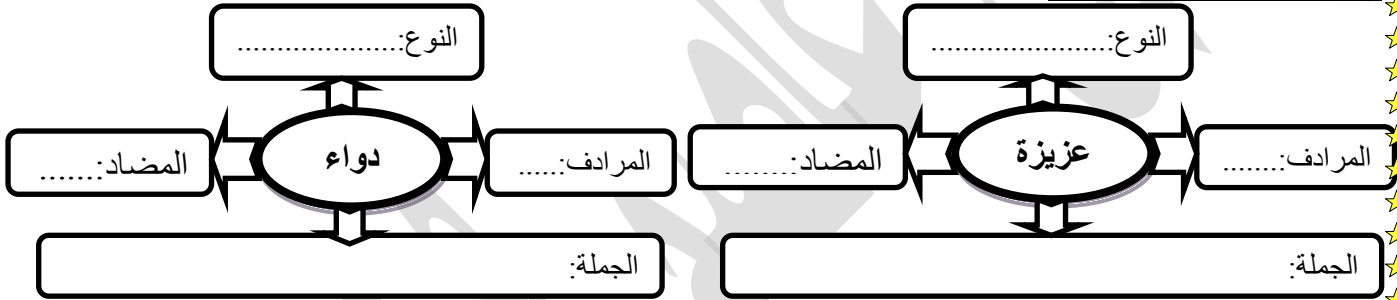 النوع:......................
عزيزة
المرادف:........
المضاد:.........
الجملة:
النوع:....................
دواء
المرادف:......
المضاد:.......
الجملة: